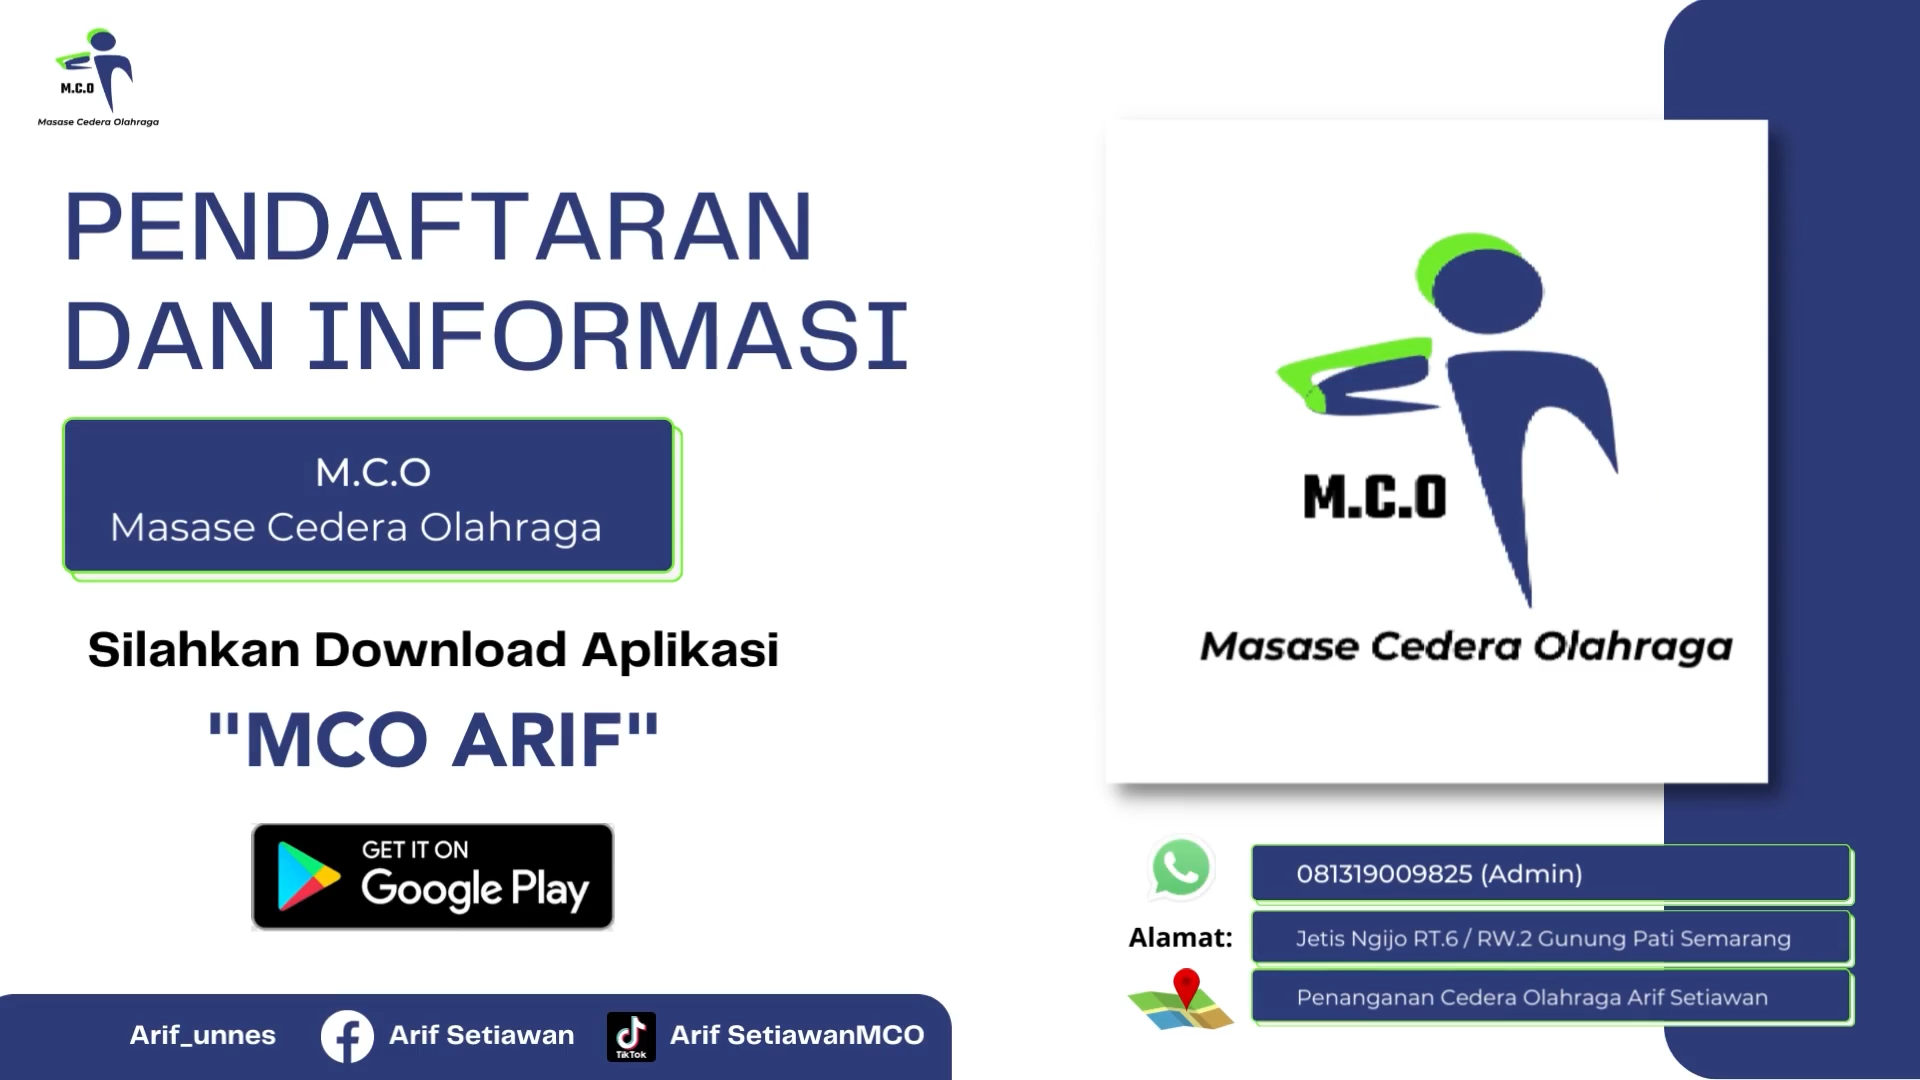 M.C.O
Masase Cedera Olahraga
PENDAFTARAN
DAN INFORMASI
M.C.O
Masase Cedera Olahraga
Silahkan Download Aplikasi
"MCO ARIF"
GET IT ON
Google Play
Arif_unnes
Arif Setiawan
TikTok
Arif SetiawanMCO
M.C.O
Masase Cedera Olahraga
081319009825 (Admin)
Alamat:
Jetis Ngijo RT.6 / RW.2 Gunung Pati Semarang
Penanganan Cedera Olahraga Arif Setiawan